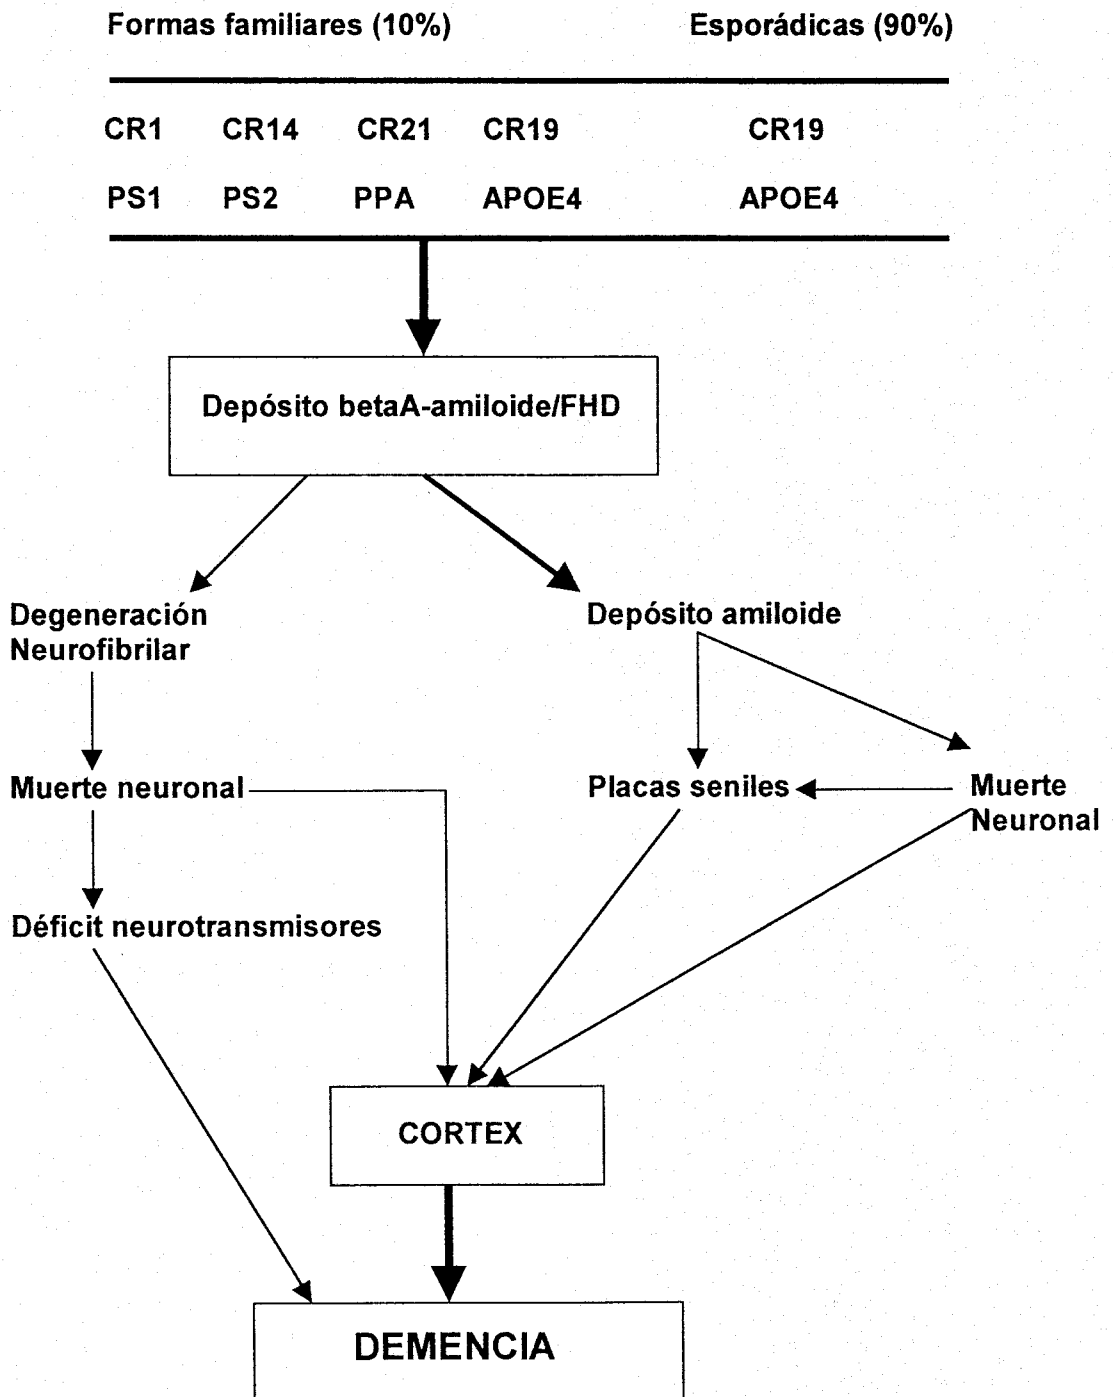 Formas familiares (10%) Esporádicas (90%)
CR1 CR14 CR21 CR19 CR19
PS1 PS2 PPA APOE4 APOE4
Depósito betaA-amiloide/FHD
Degeneración
Neurofibrilar
Depósito amiloide
Muerte neuronal
Placas seniles
Muerte
Neuronal
Déficit neurotransmisores
CORTEX
DEMENCIA